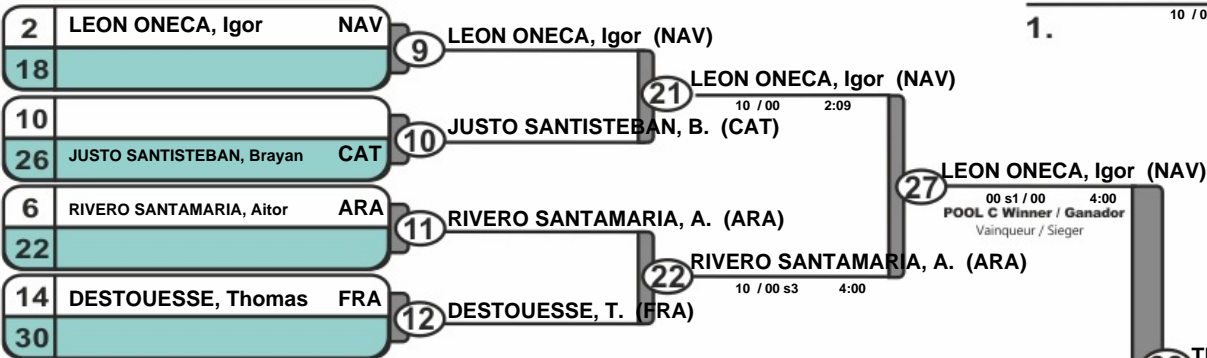 2 LEON ONECA, Igor NAV
18
9 LEON ONECA, Igor (NAV)
10
26 JUSTO SANTISTEBAN, Brayan CAT
10 JUSTO SANTISTEBAN, B. (CAT)
21 LEON ONECA, Igor (NAV)
10 / 00 2:09
6 RIVERO SANTAMARIA, Aitor ARA
22
11 RIVERO SANTAMARIA, A. (ARA)
14 DESTOUESSE, Thomas FRA
30
12 DESTOUESSE, T. (FRA)
22 RIVERO SANTAMARIA, A. (ARA)
10 / 00 s3 4:00
27 LEON ONECA, Igor (NAV)
00 s1 / 00 4:00
POOL C Winner / Ganador
Vainqueur / Sieger
10 / 0
1.